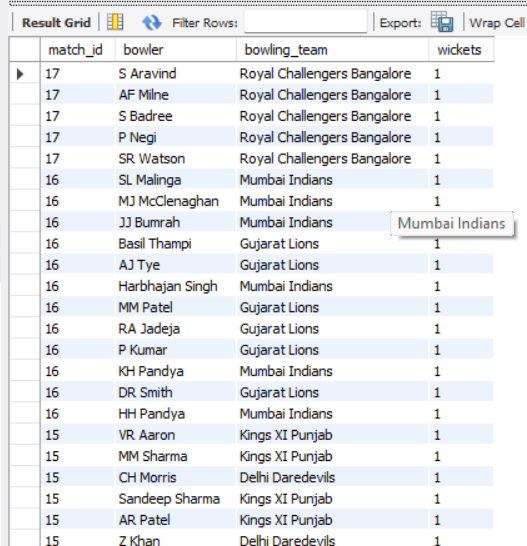 Result Grid Filter Rows: Export: Wrap Cell
match_id bowler bowling_team wickets
17 S Aravind Royal Challengers Bangalore 1
17 AF Milne Royal Challengers Bangalore 1
17 S Badree Royal Challengers Bangalore 1
17 P Negi Royal Challengers Bangalore 1
17 SR Watson Royal Challengers Bangalore 1
16 SL Malinga Mumbai Indians 1
16 MJ McClenaghan Mumbai Indians 1
16 JJ Bumrah Mumbai Indians Mumbai Indians
16 Basil Thampi Gujarat Lions 1
16 AJ Tye Gujarat Lions 1
16 Harbhajan Singh Mumbai Indians 1
16 MM Patel Gujarat Lions 1
16 RA Jadeja Gujarat Lions 1
16 P Kumar Gujarat Lions 1
16 KH Pandya Mumbai Indians 1
16 DR Smith Gujarat Lions 1
16 HH Pandya Mumbai Indians 1
15 VR Aaron Kings XI Punjab 1
15 MM Sharma Kings XI Punjab 1
15 CH Morris Delhi Daredevils 1
15 Sandeep Sharma Kings XI Punjab 1
15 AR Patel Kings XI Punjab 1
15 Z Khan Delhi Daredevils 1